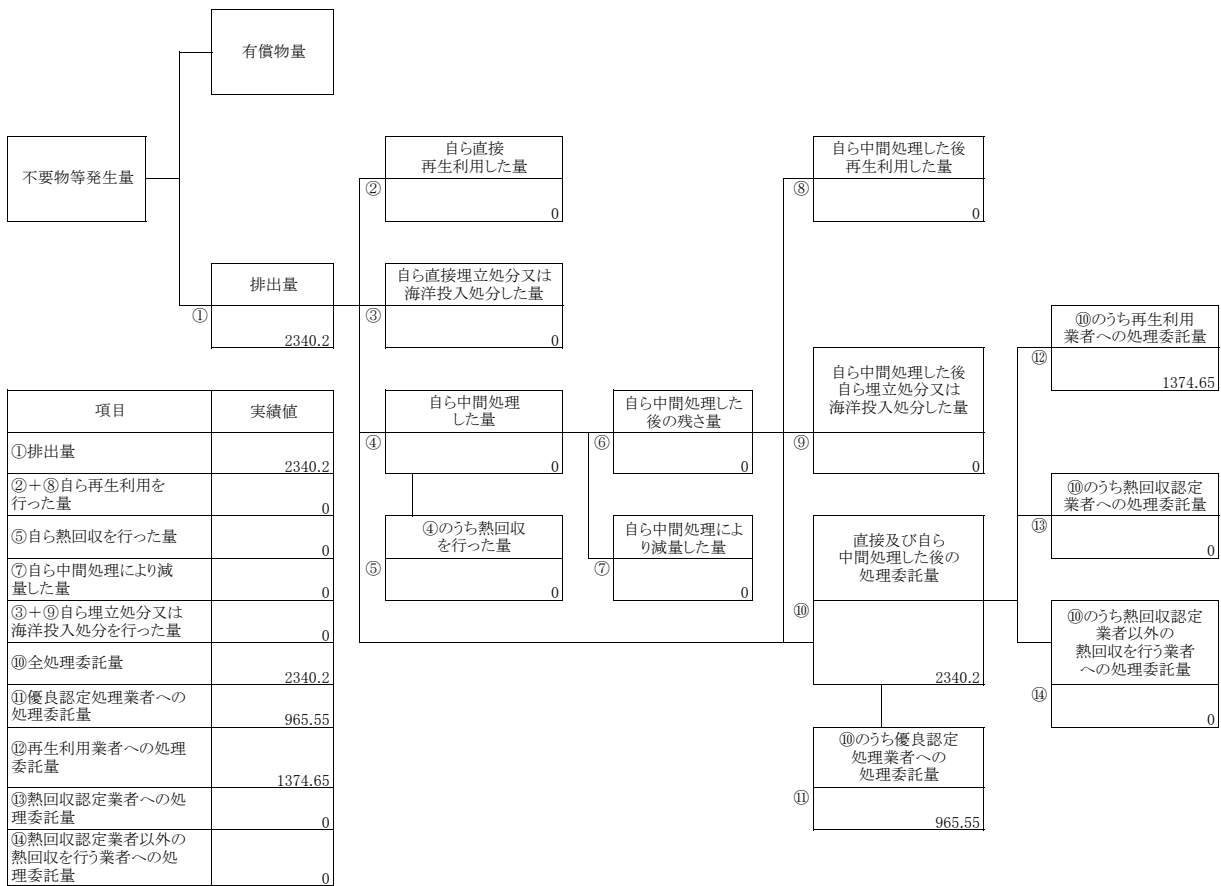 有償物量
不要物等発生量
自ら直接
再生利用した量
②
0
自ら中間処理した後
再生利用した量
⑧
0
排出量
①
2340.2
自ら直接埋立処分又は
海洋投入処分した量
③
0
⑩のうち再生利用
業者への処理委託量
⑫
1374.65
自ら中間処理
した量
④
0
自ら中間処理した
後の残さ量
⑥
0
自ら中間処理した後
自ら埋立処分又は
海洋投入処分した量
⑨
0
⑩のうち熱回収認定
業者への処理委託量
⑬
0
④のうち熱回収
を行った量
⑤
0
自ら中間処理によ
り減量した量
⑦
0
直接及び自ら
中間処理した後の
処理委託量
⑩
2340.2
⑩のうち熱回収認定
業者以外の
熱回収を行う業者
への処理委託量
⑭
0
⑩のうち優良認定
処理業者への
処理委託量
⑪
965.55
項目 実績値
①排出量
2340.2
②+⑧自ら再生利用を
行った量
0
⑤自ら熱回収を行った量
0
⑦自ら中間処理により減
量した量
0
③+⑨自ら埋立処分又は
海洋投入処分を行った量
0
⑩全処理委託量
2340.2
⑪優良認定処理業者への
処理委託量
965.55
⑫再生利用業者への処理
委託量
1374.65
⑬熱回収認定業者への処
理委託量
0
⑭熱回収認定業者以外の
熱回収を行う業者への処
理委託量
0